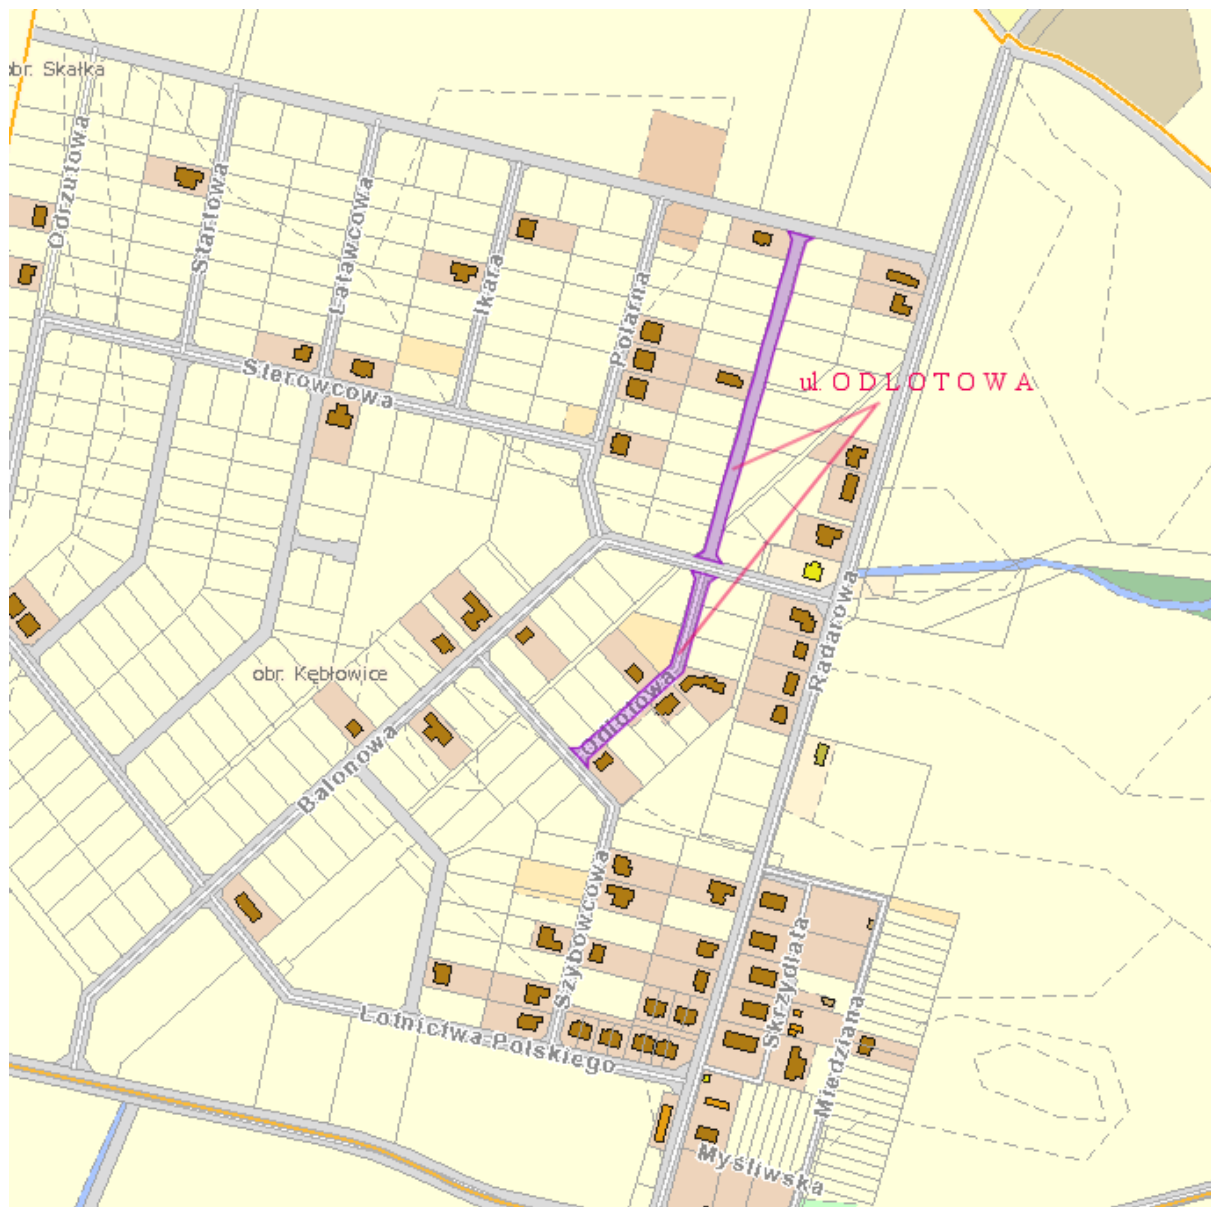 obr. Skałka
Odrzutowa
Startowa
Latawcowa
Ikara
Polarna
Sterowcowa
ul. O D L O T O W A
Radarowa
obr. Kębłowice
Odlotowa
Balonowa
Szybowcowa
Skrzydlata
Miedziana
Lotnictwa Polskiego
Myśliwska